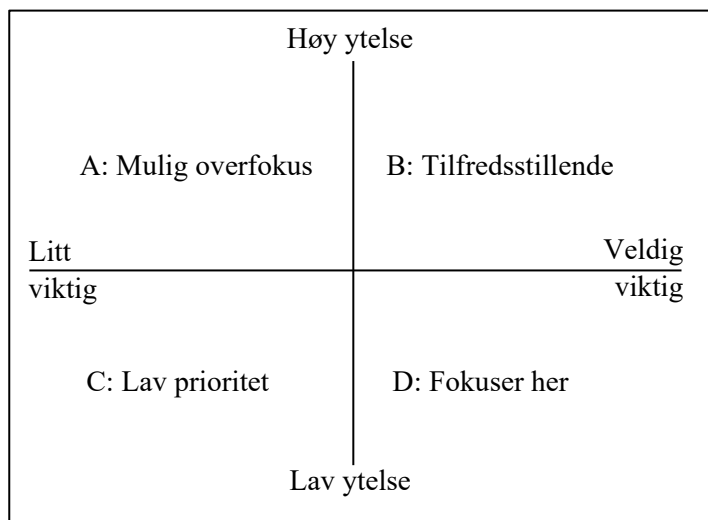 Høy ytelse
A: Mulig overfokus
B: Tilfredsstillende
Litt
viktig
Veldig
viktig
C: Lav prioritet
D: Fokuser her
Lav ytelse